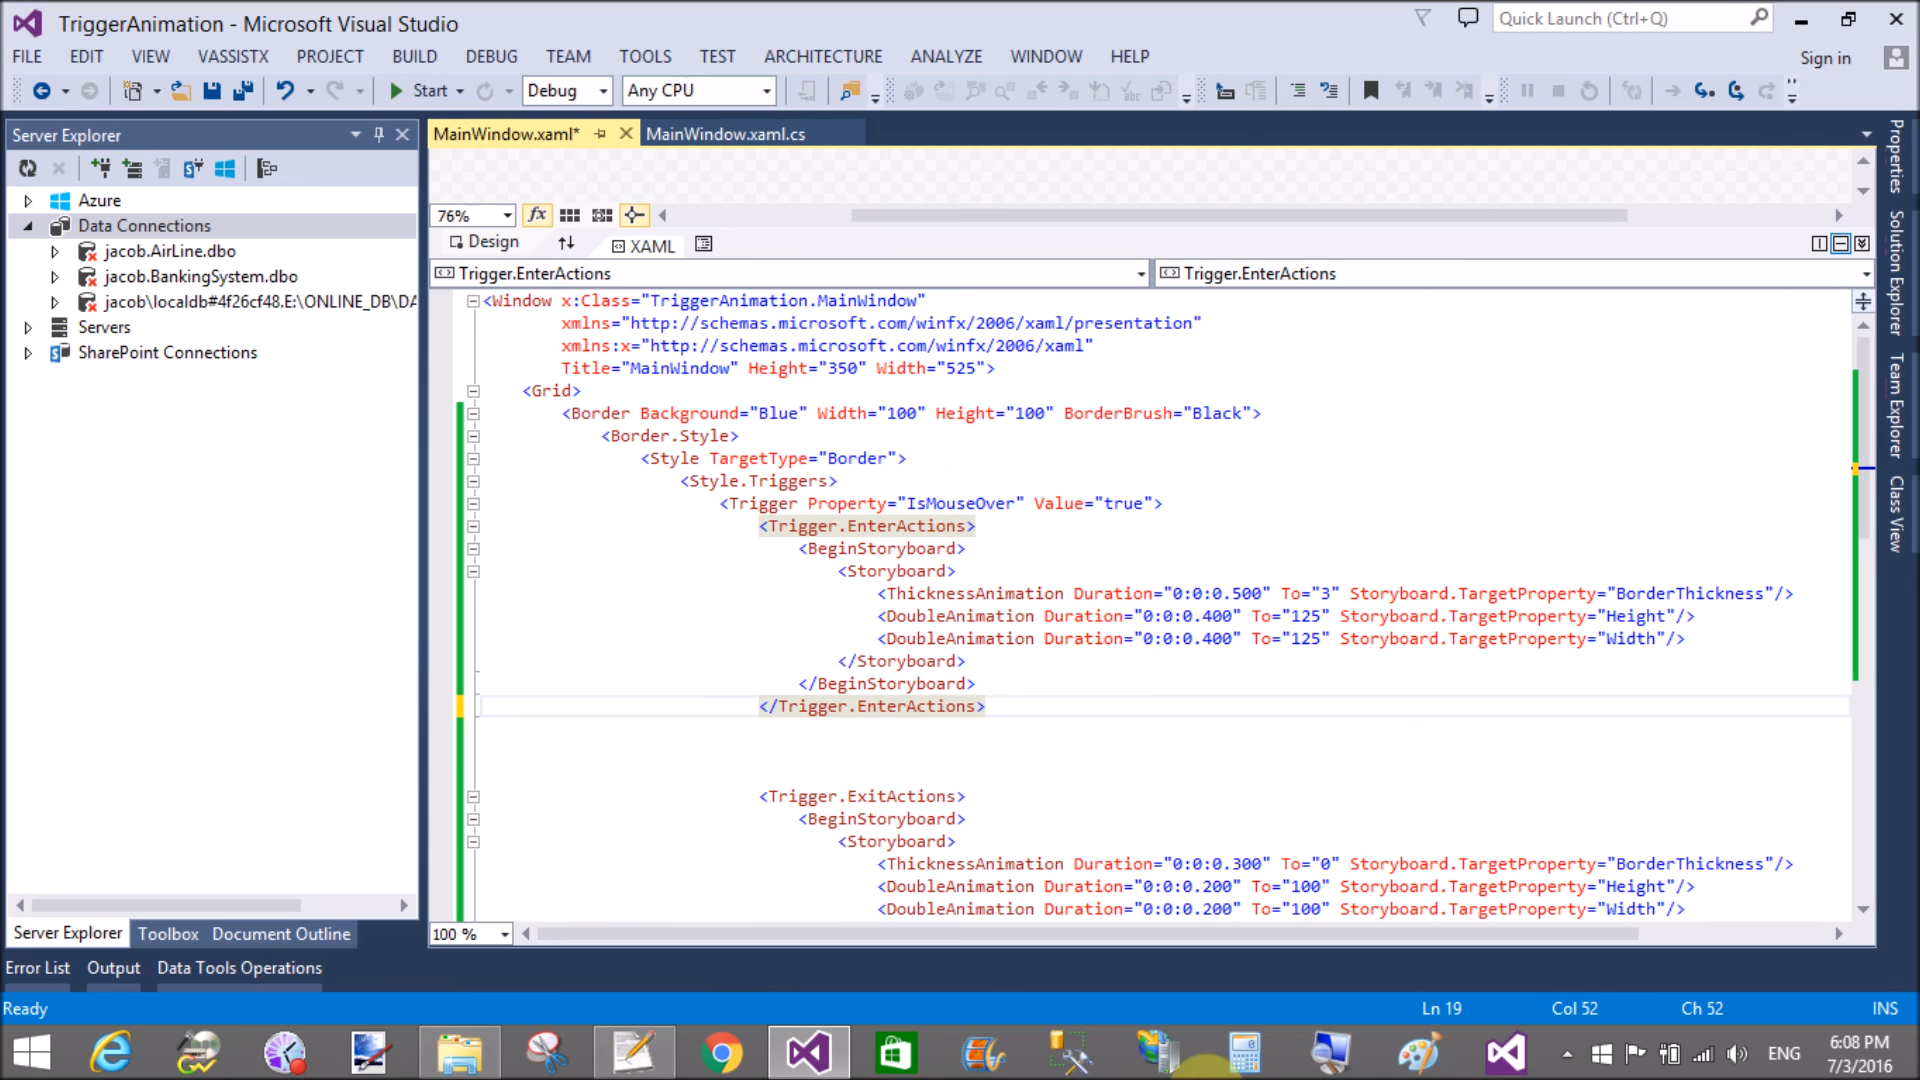 TriggerAnimation - Microsoft Visual Studio
Quick Launch (Ctrl+Q)
FILE EDIT VIEW VASSISTX PROJECT BUILD DEBUG TEAM TOOLS TEST ARCHITECTURE ANALYZE WINDOW HELP
Sign in
Start Debug Any CPU
Server Explorer
MainWindow.xaml* MainWindow.xaml.cs
Azure
Data Connections
jacob.AirLine.dbo
jacob.BankingSystem.dbo
jacob\localdb#4f26cf48.E:\ONLINE_DB\DA
Servers
SharePoint Connections
76%
Design XAML
Trigger.EnterActions Trigger.EnterActions
<Window x:Class="TriggerAnimation.MainWindow"
xmlns="http://schemas.microsoft.com/winfx/2006/xaml/presentation"
xmlns:x="http://schemas.microsoft.com/winfx/2006/xaml"
Title="MainWindow" Height="350" Width="525">
<Grid>
<Border Background="Blue" Width="100" Height="100" BorderBrush="Black">
<Border.Style>
<Style TargetType="Border">
<Style.Triggers>
<Trigger Property="IsMouseOver" Value="true">
<Trigger.EnterActions>
<BeginStoryboard>
<Storyboard>
<ThicknessAnimation Duration="0:0:0.500" To="3" Storyboard.TargetProperty="BorderThickness"/>
<DoubleAnimation Duration="0:0:0.400" To="125" Storyboard.TargetProperty="Height"/>
<DoubleAnimation Duration="0:0:0.400" To="125" Storyboard.TargetProperty="Width"/>
</Storyboard>
</BeginStoryboard>
</Trigger.EnterActions>
<Trigger.ExitActions>
<BeginStoryboard>
<Storyboard>
<ThicknessAnimation Duration="0:0:0.300" To="0" Storyboard.TargetProperty="BorderThickness"/>
<DoubleAnimation Duration="0:0:0.200" To="100" Storyboard.TargetProperty="Height"/>
<DoubleAnimation Duration="0:0:0.200" To="100" Storyboard.TargetProperty="Width"/>
100 %
Properties
Solution Explorer
Team Explorer
Class View
Server Explorer Toolbox Document Outline
Error List Output Data Tools Operations
Ready Ln 19 Col 52 Ch 52 INS
ENG
6:08 PM
7/3/2016